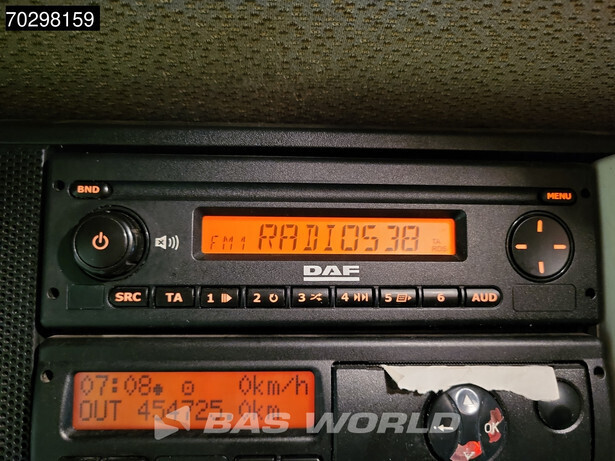 70298159
BND
MENU
FM1 RADIO538 TA
DAF
SRC TA 1 2 3 4 5 6 AUD
07:08 0km/h
OUT 454725.0km
BAS WORLD
OK